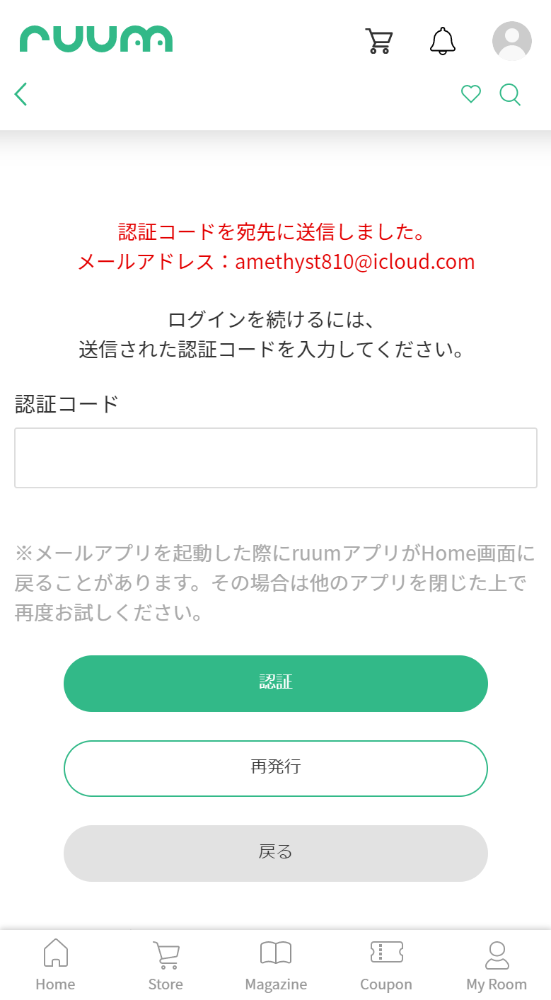 ruum
認証コードを宛先に送信しました。
メールアドレス：amethyst810@icloud.com
ログインを続けるには、
送信された認証コードを入力してください。
認証コード
※メールアプリを起動した際にruumアプリがHome画面に
戻ることがあります。その場合は他のアプリを閉じた上で
再度お試しください。
認証
再発行
戻る
Home Store Magazine Coupon My Room